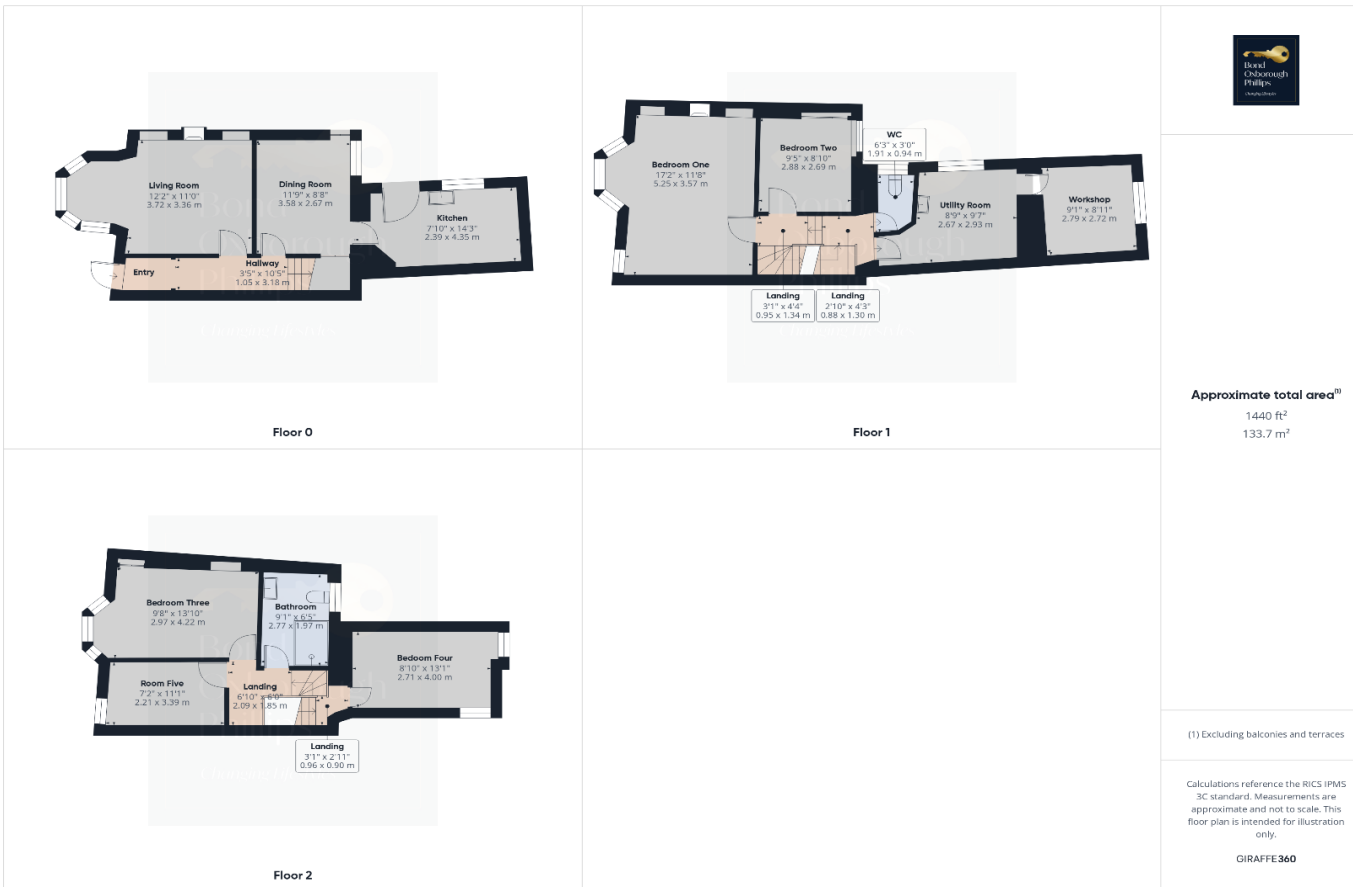 Living Room
12'2" x 11'0"
3.72 x 3.36 m
Dining Room
11'9" x 8'8"
3.58 x 2.67 m
Kitchen
7'10" x 14'3"
2.39 x 4.35 m
Entry
Hallway
3'5" x 10'5"
1.05 x 3.18 m
Floor 0
Bedroom One
17'2" x 11'8"
5.25 x 3.57 m
Bedroom Two
9'5" x 8'10"
2.88 x 2.69 m
WC
6'3" x 3'0"
1.91 x 0.94 m
Utility Room
8'9" x 9'7"
2.67 x 2.93 m
Workshop
9'1" x 8'11"
2.79 x 2.72 m
Landing
3'1" x 4'4"
0.95 x 1.34 m
Landing
2'10" x 4'3"
0.88 x 1.30 m
Floor 1
Bedroom Three
9'8" x 13'10"
2.97 x 4.22 m
Bathroom
9'1" x 6'5"
2.77 x 1.97 m
Bedoom Four
8'10" x 13'1"
2.71 x 4.00 m
Room Five
7'2" x 11'1"
2.21 x 3.39 m
Landing
6'10" x 6'0"
2.09 x 1.85 m
Landing
3'1" x 2'11"
0.96 x 0.90 m
Floor 2
Bond
Osborough
Phillips
Approximate total area(1)
1440 ft²
133.7 m²
(1) Excluding balconies and terraces
Calculations reference the RICS IPMS
3C standard. Measurements are
approximate and not to scale. This
floor plan is intended for illustration
only.
GIRAFFE360